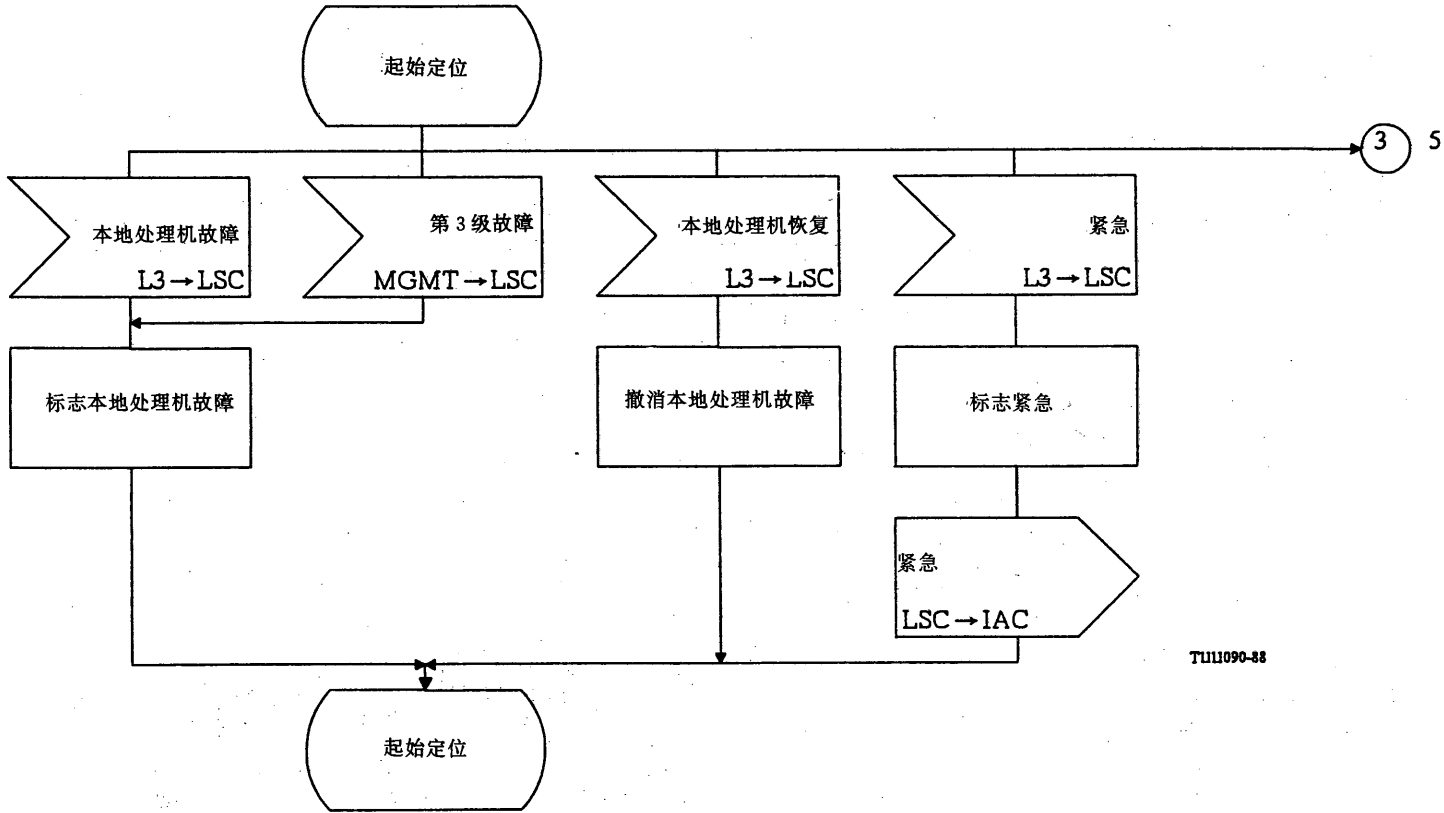 起始定位
3 5
本地处理机故障
L3→LSC
第3级故障
MGMT→LSC
本地处理机恢复
L3→LSC
紧急
L3→LSC
标志本地处理机故障
撤消本地处理机故障
标志紧急
紧急
LSC→IAC
T1111090-88
起始定位